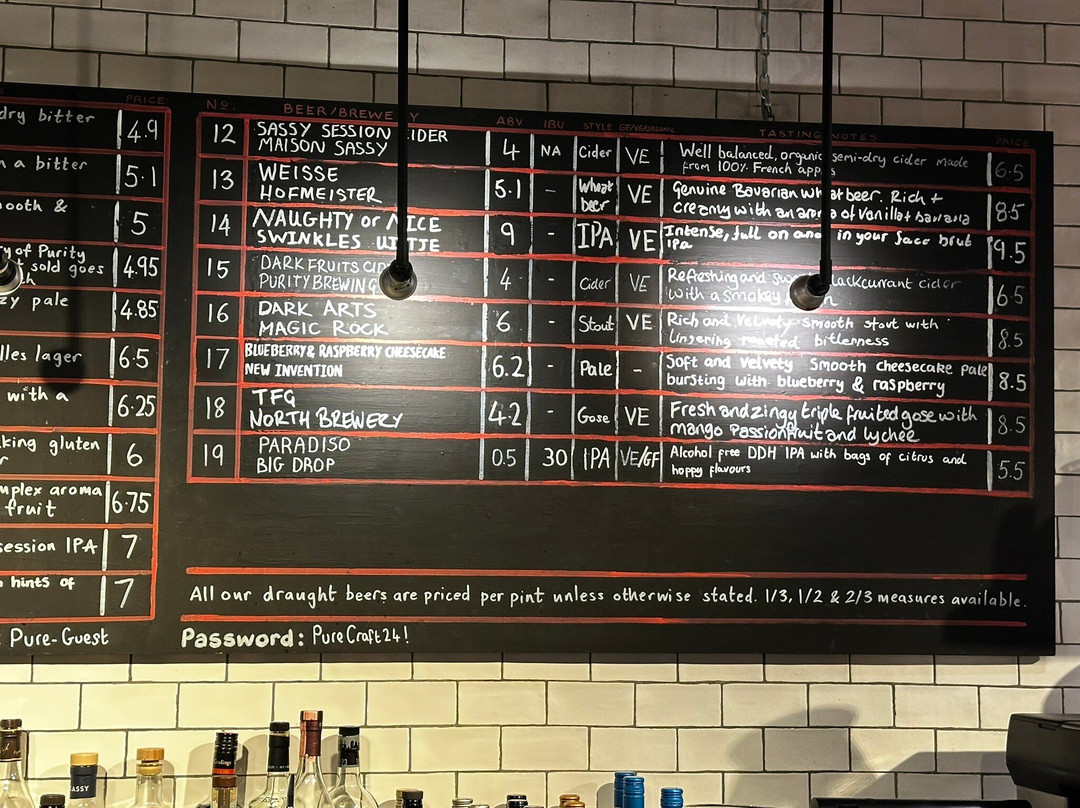 PRICE
dry bitter
4.9
a bitter
5.1
& 
5
of Purity
sold goes
4.95
pale
4.85
lager
6.5
with a
6.25
gluten
6
aroma
fruit
6.75
session IPA
7
hints of
7
: Pure-Guest
No. BEER/BREWERY ABV IBU STYLE GF/VE/ORGANIC TASTING NOTES PRICE
12 SASSY SESSION CIDER 4 NA Cider VE Well balanced, organic semi-dry cider made 6.5
MAISON SASSY from 100% French apples
13 WEISSE 5.1 - Wheat VE Genuine Bavarian wheat beer. Rich + 8.5
HOFMEISTER beer Creamy with an aroma of Vanilla + banana
14 NAUGHTY or NICE 9 - IPA VE Intense, full on and in your face brut 9.5
SWINKLES UITJE ipa
15 DARK FRUITS CIDER 4 - Cider VE Refreshing and blackcurrant cider 6.5
PURITY BREWING with a smokey
16 DARK ARTS 6 - Stout VE Rich and Velvety smooth stout with 8.5
MAGIC ROCK lingering roasted bitterness
17 BLUEBERRY & RASPBERRY CHEESECAKE 6.2 - Pale - Soft and velvety Smooth cheesecake pale 8.5
NEW INVENTION bursting with blueberry & raspberry
18 TFG 4.2 - Gose VE Fresh and zingy triple fruited gose with 8.5
NORTH BREWERY mango Passionfruit and lychee
19 PARADISO 0.5 30 IPA VE/GF Alcohol free DDH IPA with bags of citrus and 5.5
BIG DROP hoppy flavours
All our draught beers are priced per pint unless otherwise stated. 1/3, 1/2 & 2/3 measures available.
Password: PureCraft24!